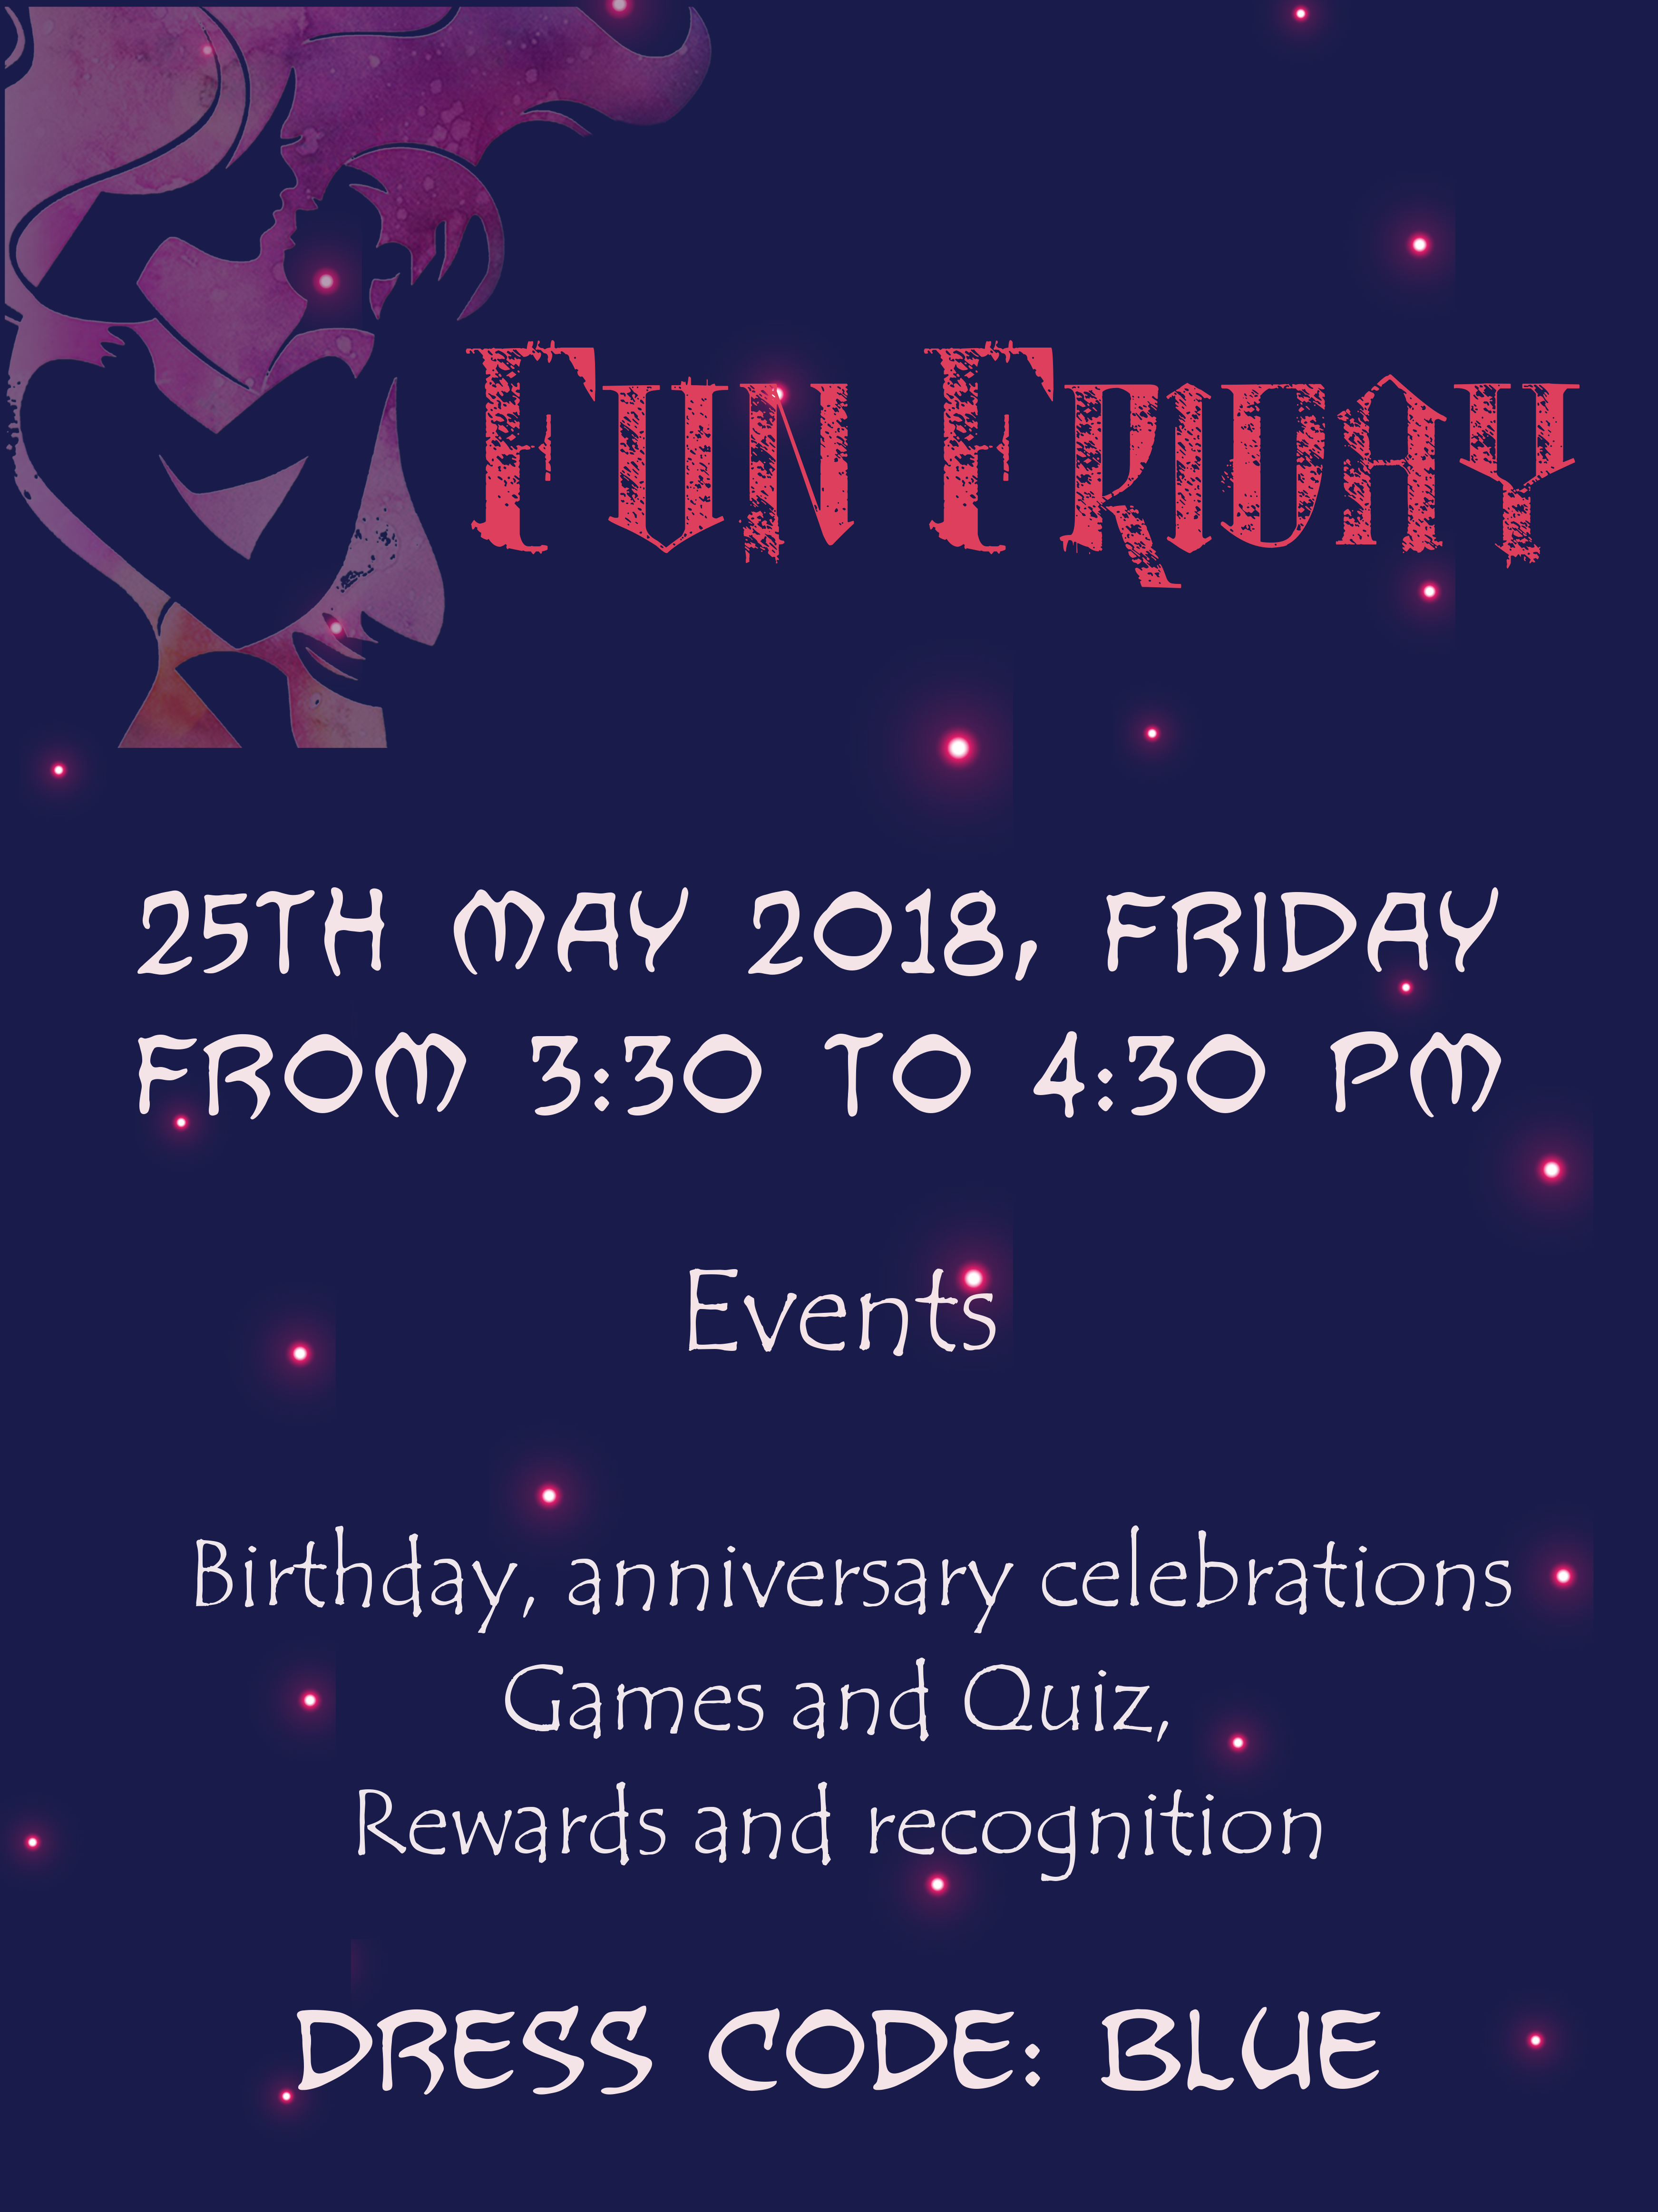 Fun Friday
25TH MAY 2018, FRIDAY
FROM 3:30 TO 4:30 PM
Events
Birthday, anniversary celebrations
Games and Quiz,
Rewards and recognition
DRESS CODE: BLUE